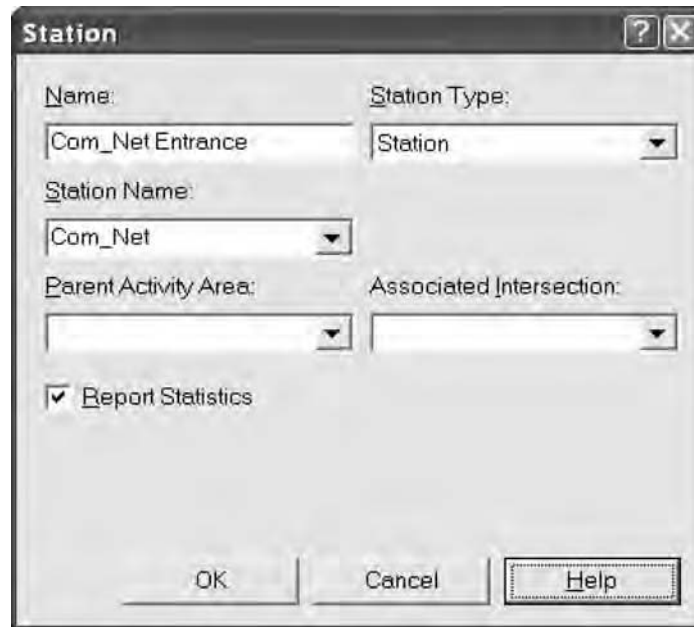 Station
Name: Station Type:
Com_Net Entrance Station
Station Name:
Com_Net
Parent Activity Area: Associated Intersection:
Report Statistics
OK Cancel Help